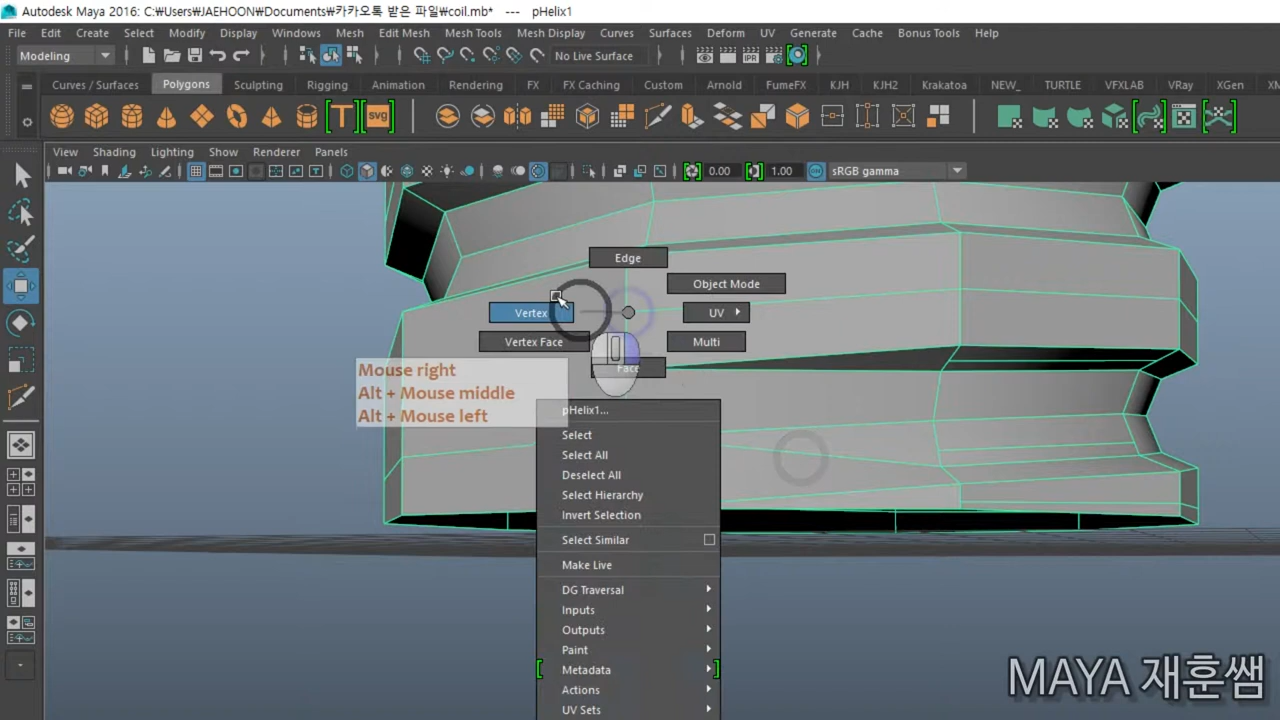 Autodesk Maya 2016: C:₩Users₩JAEHOON₩Documents₩카카오톡 받은 파일₩coil.mb* --- pHelix1
File Edit Create Select Modify Display Windows Mesh Edit Mesh Mesh Tools Mesh Display Curves Surfaces Deform UV Generate Cache Bonus Tools Help
Modeling No Live Surface IPR
Curves / Surfaces Polygons Sculpting Rigging Animation Rendering FX FX Caching Custom Arnold FumeFX KJH KJH2 Krakatoa NEW_ TURTLE VFXLAB VRay XGen XN
T SVG
View Shading Lighting Show Renderer Panels
0.00 1.00 sRGB gamma
Edge
Object Mode
Vertex UV
Vertex Face Multi
Face
Mouse right
Alt + Mouse middle
Alt + Mouse left
pHelix1...
Select
Select All
Deselect All
Select Hierarchy
Invert Selection
Select Similar
Make Live
DG Traversal
Inputs
Outputs
Paint
Metadata
Actions
UV Sets
MAYA 재훈쌤